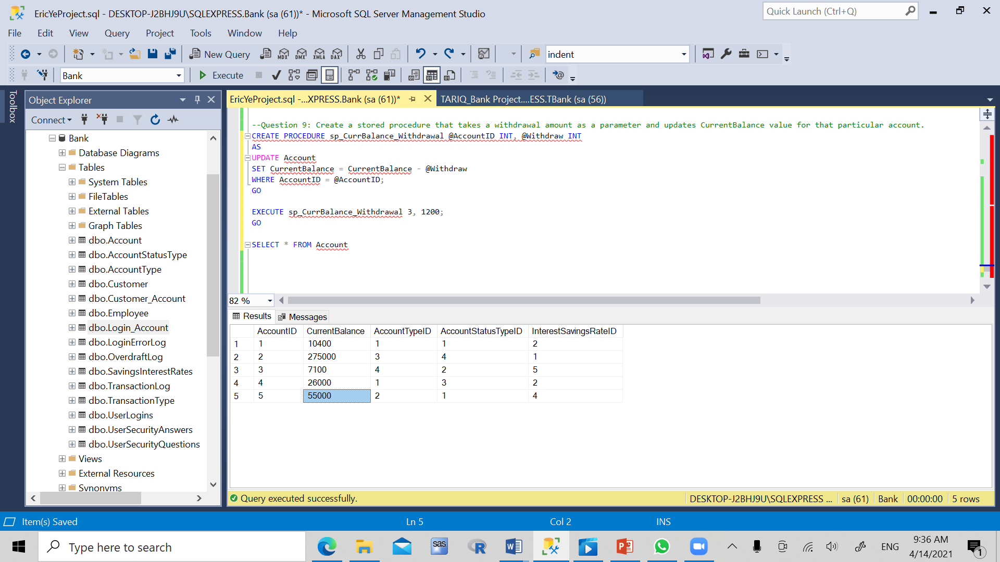 EricYeProject.sql - DESKTOP-J2BHJ9U\SQLEXPRESS.Bank (sa (61))* - Microsoft SQL Server Management Studio
Quick Launch (Ctrl+Q)
File Edit View Query Project Tools Window Help
New Query MDX DMX XMLA DAX indent
Bank Execute
Toolbox
Object Explorer
Connect
Bank
Database Diagrams
Tables
System Tables
FileTables
External Tables
Graph Tables
dbo.Account
dbo.AccountStatusType
dbo.AccountType
dbo.Customer
dbo.Customer_Account
dbo.Employee
dbo.Login_Account
dbo.LoginErrorLog
dbo.OverdraftLog
dbo.SavingsInterestRates
dbo.TransactionLog
dbo.TransactionType
dbo.UserLogins
dbo.UserSecurityAnswers
dbo.UserSecurityQuestions
Views
External Resources
Synonyms
EricYeProject.sql -...XPRESS.Bank (sa (61))* TARIQ_Bank Project....ESS.TBank (sa (56))
--Question 9: Create a stored procedure that takes a withdrawal amount as a parameter and updates CurrentBalance value for that particular account.
CREATE PROCEDURE sp_CurrBalance_Withdrawal @AccountID INT, @Withdraw INT
AS
UPDATE Account
SET CurrentBalance = CurrentBalance - @Withdraw
WHERE AccountID = @AccountID;
GO
EXECUTE sp_CurrBalance_Withdrawal 3, 1200;
GO
SELECT * FROM Account
82 %
Results Messages
AccountID CurrentBalance AccountTypeID AccountStatusTypeID InterestSavingsRateID
1 1 10400 1 1 2
2 2 275000 3 4 1
3 3 7100 4 2 5
4 4 26000 1 3 2
5 5 55000 2 1 4
Query executed successfully. DESKTOP-J2BHJ9U\SQLEXPRESS ... sa (61) Bank 00:00:00 5 rows
Item(s) Saved Ln 5 Col 2 INS
Type here to search
sas
R
W
P
ENG
9:36 AM
4/14/2021
1